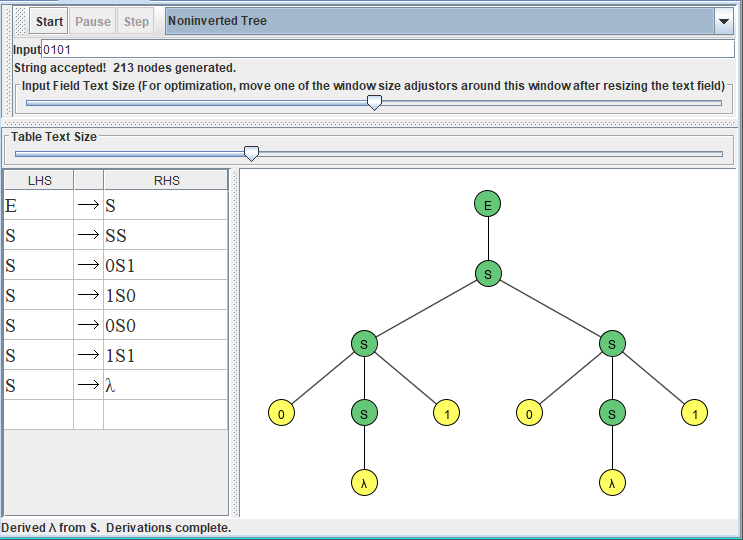 Start Pause Step Noninverted Tree
Input 0101
String accepted! 213 nodes generated.
Input Field Text Size (For optimization, move one of the window size adjustors around this window after resizing the text field)
Table Text Size
LHS RHS
E → S
S → SS
S → 0S1
S → 1S0
S → 0S0
S → 1S1
S → λ
E
S
S S
0 S 1 0 S 1
λ λ
Derived Λ from S. Derivations complete.